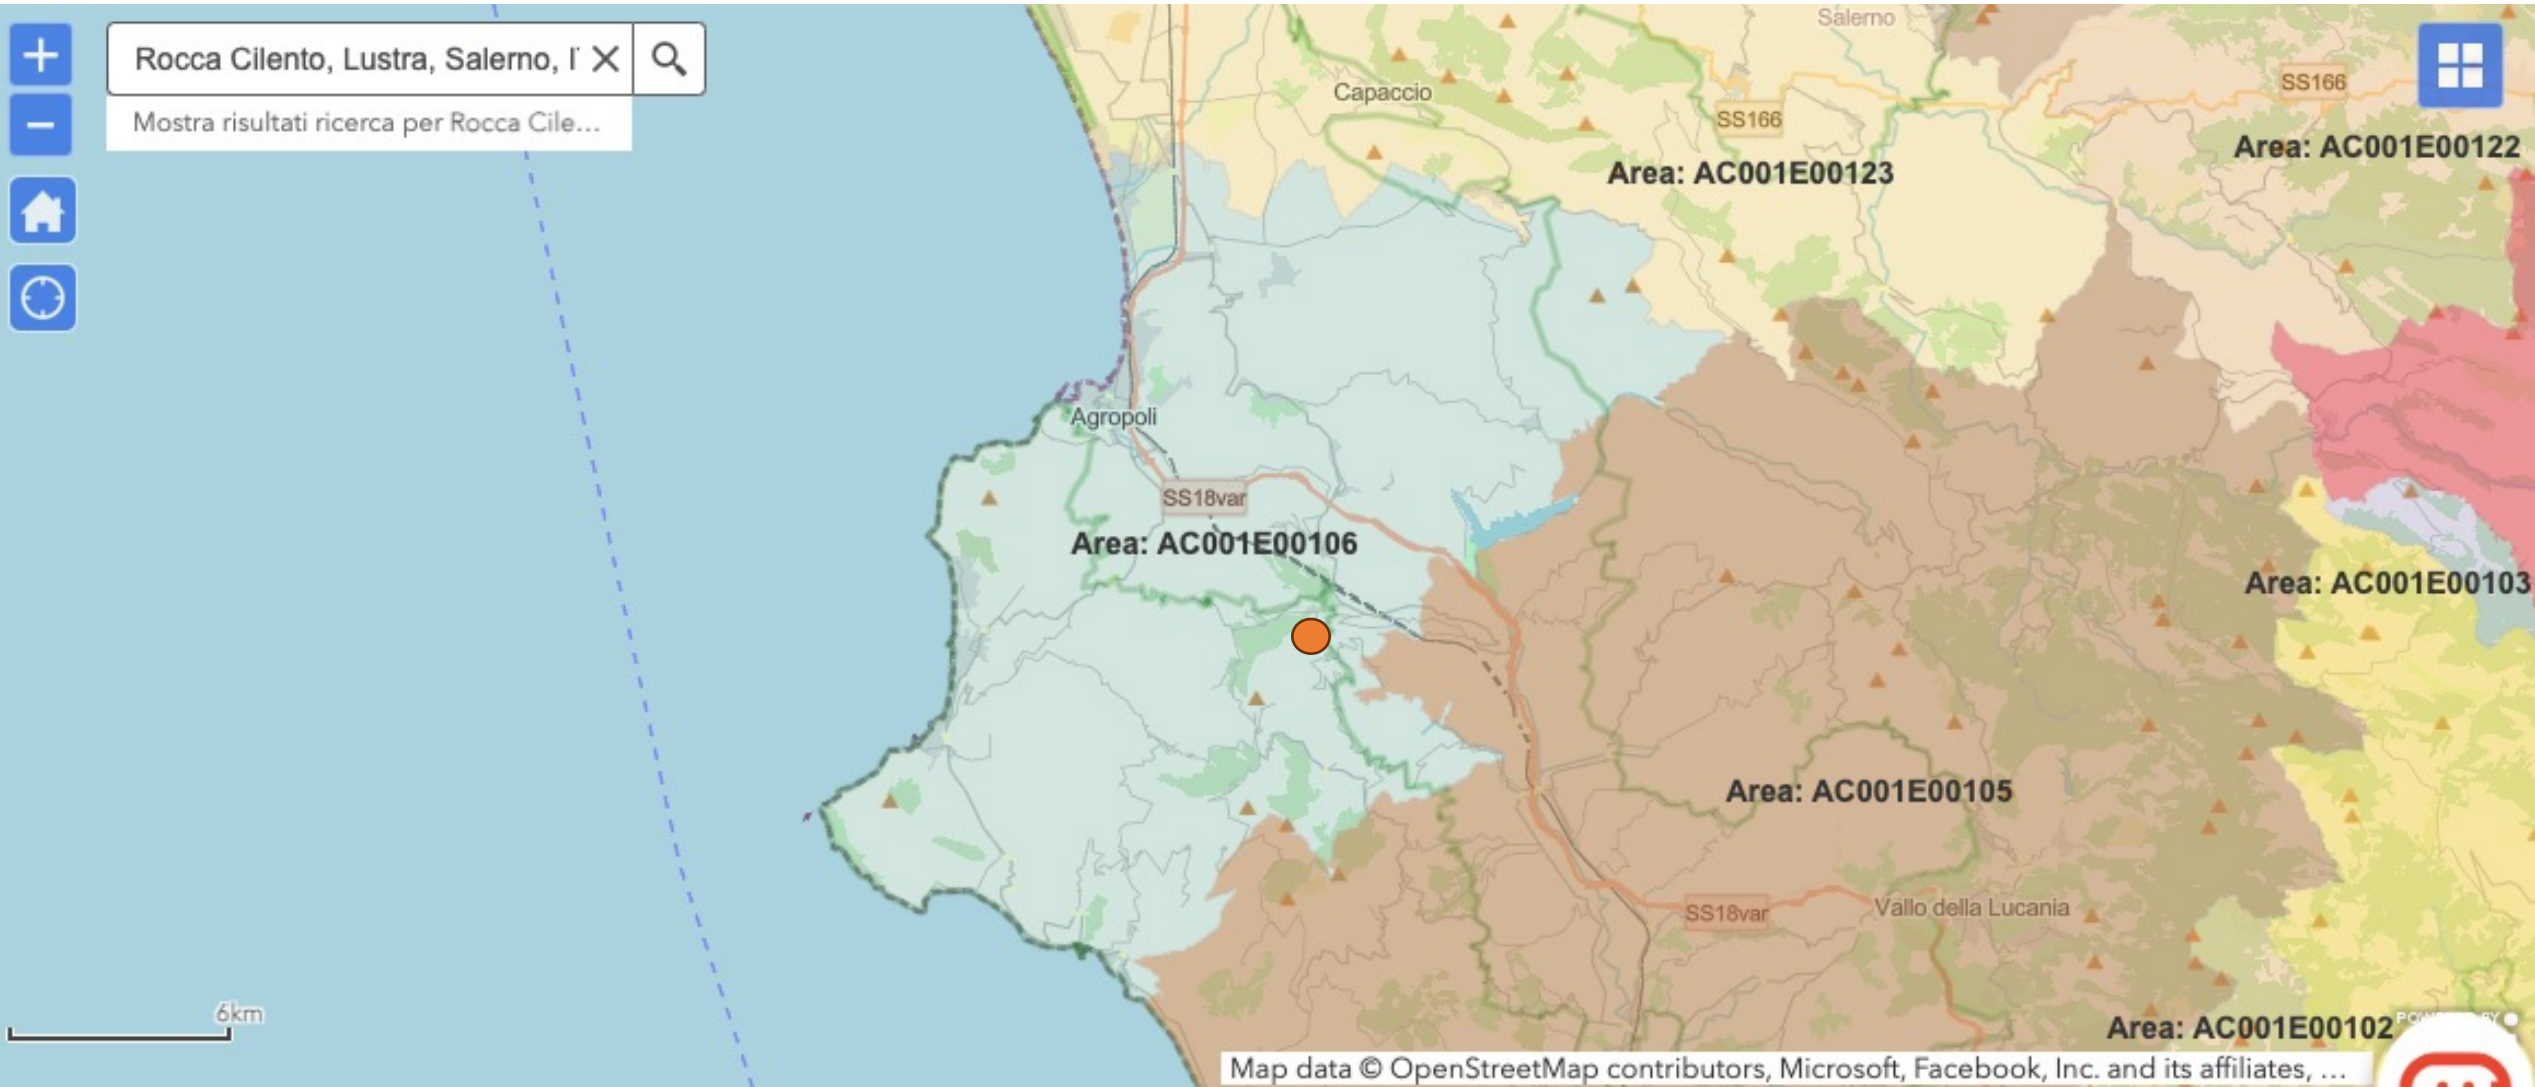 Rocca Cilento, Lustra, Salerno, I
Mostra risultati ricerca per Rocca Cile...
Salerno
Capaccio
SS166
SS166
Area: AC001E00122
Area: AC001E00123
Agropoli
SS18var
Area: AC001E00106
Area: AC001E00103
Area: AC001E00105
SS18var
Vallo della Lucania
6km
Area: AC001E00102
POWERED BY
Map data © OpenStreetMap contributors, Microsoft, Facebook, Inc. and its affiliates, ...